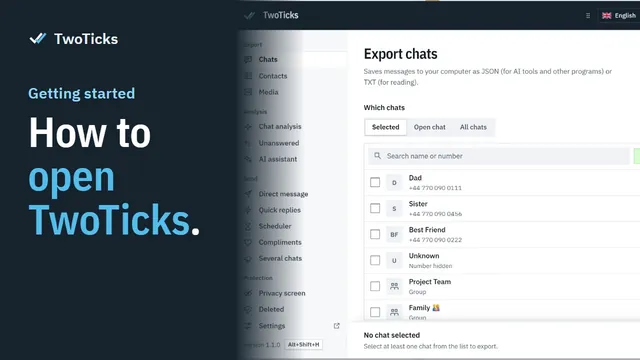 TwoTicks
Getting started
How to
open
TwoTicks.
TwoTicks
English
Export
Chats
Contacts
Media
Analysis
Chat analysis
Unanswered
AI assistant
Send
Direct message
Quick replies
Scheduler
Compliments
Several chats
Protection
Privacy screen
Deleted
Settings
version 1.1.0
Alt+Shift+H
Export chats
Saves messages to your computer as JSON (for AI tools and other programs) or
TXT (for reading).
Which chats
Selected
Open chat
All chats
Search name or number
D
Dad
+44 770 090 0111
S
Sister
+44 770 090 0456
BF
Best Friend
+44 770 090 0222
U
Unknown
Number hidden
Project Team
Group
Family 👨‍👩‍👧
Group
No chat selected
Select at least one chat from the list to export.